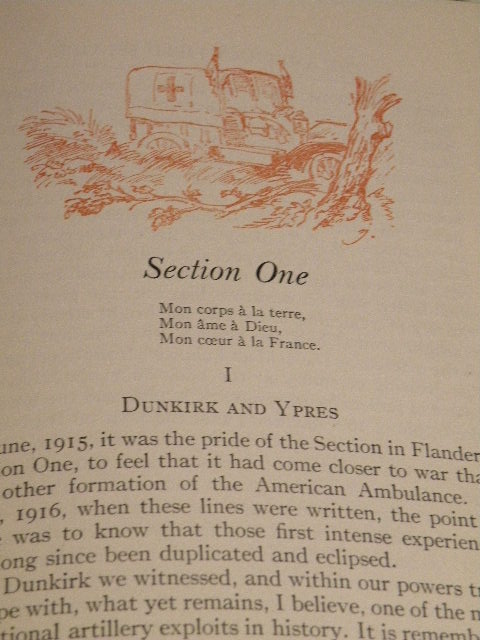 Section One
Mon corps à la terre,
Mon âme à Dieu,
Mon cœur à la France.
I
DUNKIRK AND YPRES
une, 1915, it was the pride of the Section in Flander
on One, to feel that it had come closer to war tha
other formation of the American Ambulance.
, 1916, when these lines were written, the point
was to know that those first intense experien
ong since been duplicated and eclipsed.
Dunkirk we witnessed, and within our powers t
pe with, what yet remains, I believe, one of the
tional artillery exploits in history. It is rememb